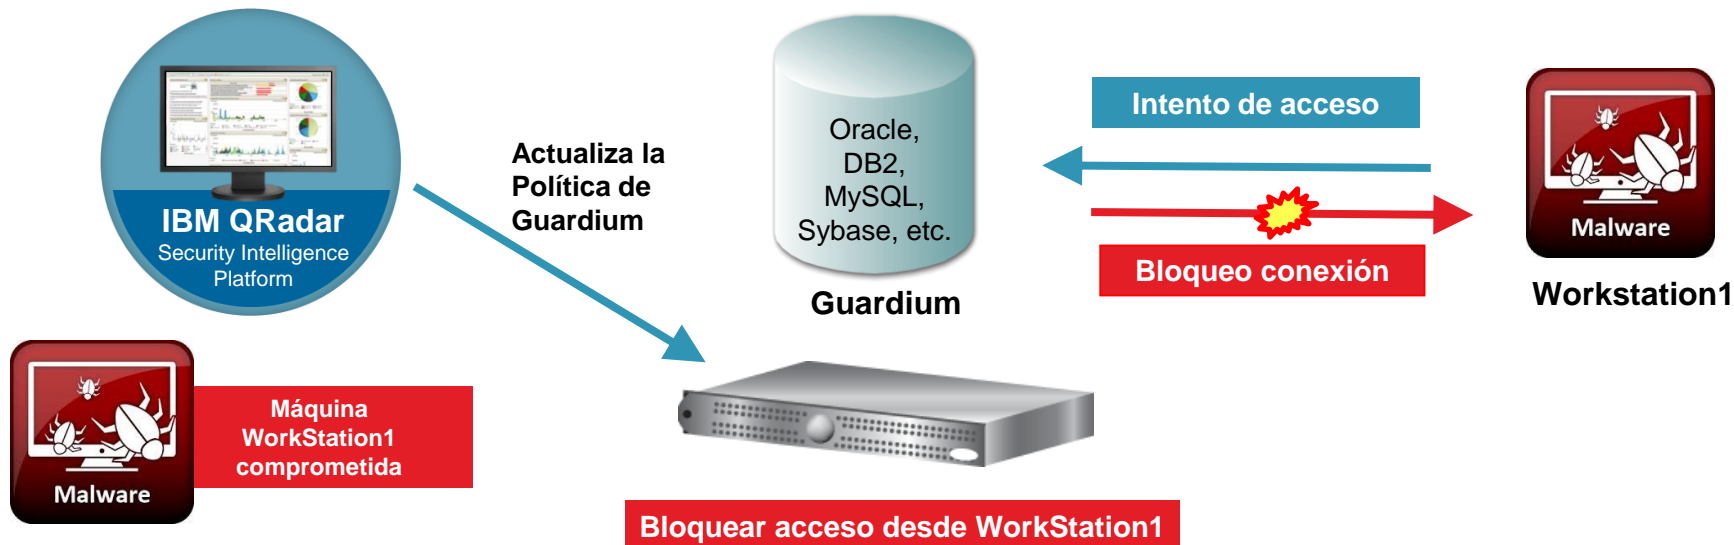 IBM QRadar
Security Intelligence
Platform
Actualiza la
Política de
Guardium
Oracle,
DB2,
MySQL,
Sybase, etc.
Guardium
Intento de acceso
Bloqueo conexión
Malware
Workstation1
Malware
Máquina
WorkStation1
comprometida
Bloquear acceso desde WorkStation1